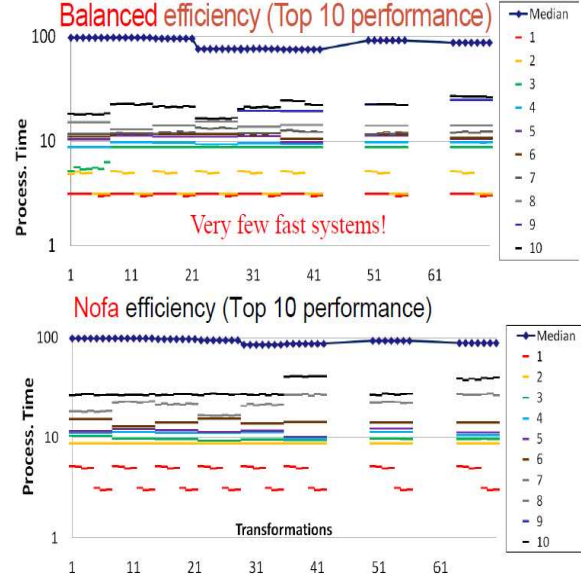 Balanced efficiency (Top 10 performance)
100
10
1
Process. Time
Very few fast systems!
1 11 21 31 41 51 61
Median
1
2
3
4
5
6
7
8
9
10
Nofa efficiency (Top 10 performance)
100
10
1
Process. Time
Transformations
1 11 21 31 41 51 61
Median
1
2
3
4
5
6
7
8
9
10